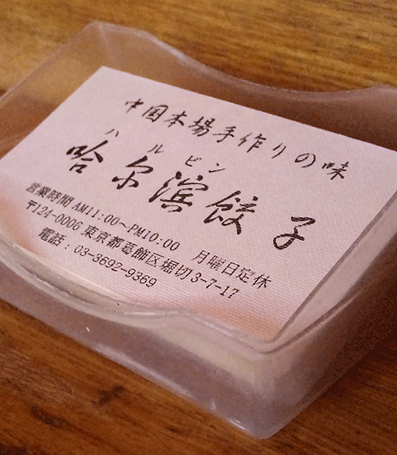 中国本場手作りの味
ハルビン
哈尔滨餃子
営業時間 AM11:00〜PM10:00 月曜日定休
〒124-0006 東京都葛飾区堀切3-7-17
電話:03-3692-9369